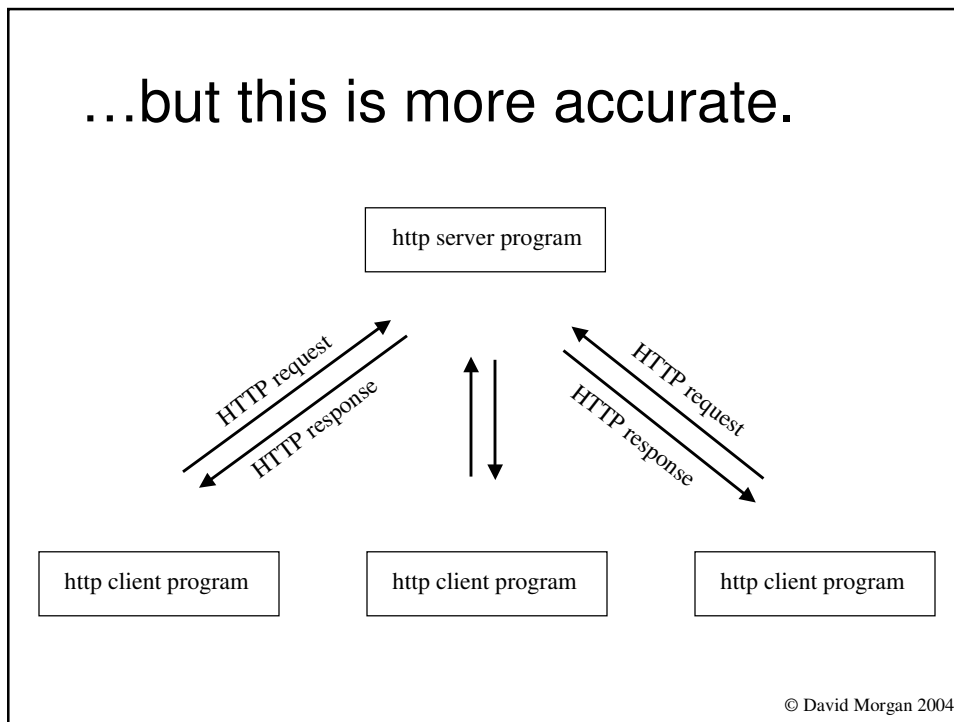 …but this is more accurate.
http server program
HTTP request
HTTP response
HTTP request
HTTP response
http client program
http client program
http client program
© David Morgan 2004